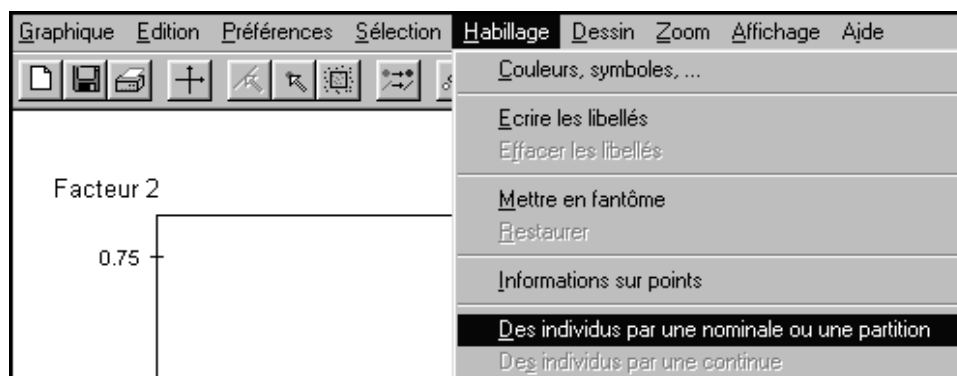 Graphique Edition Préférences Sélection Habillage Dessin Zoom Affichage Ajde
Couleurs, symboles, ...
Ecrire les libellés
Effacer les libellés
Mettre en fantôme
Restaurer
Informations sur points
Des individus par une nominale ou une partition
Des individus par une continue
Facteur 2
0.75